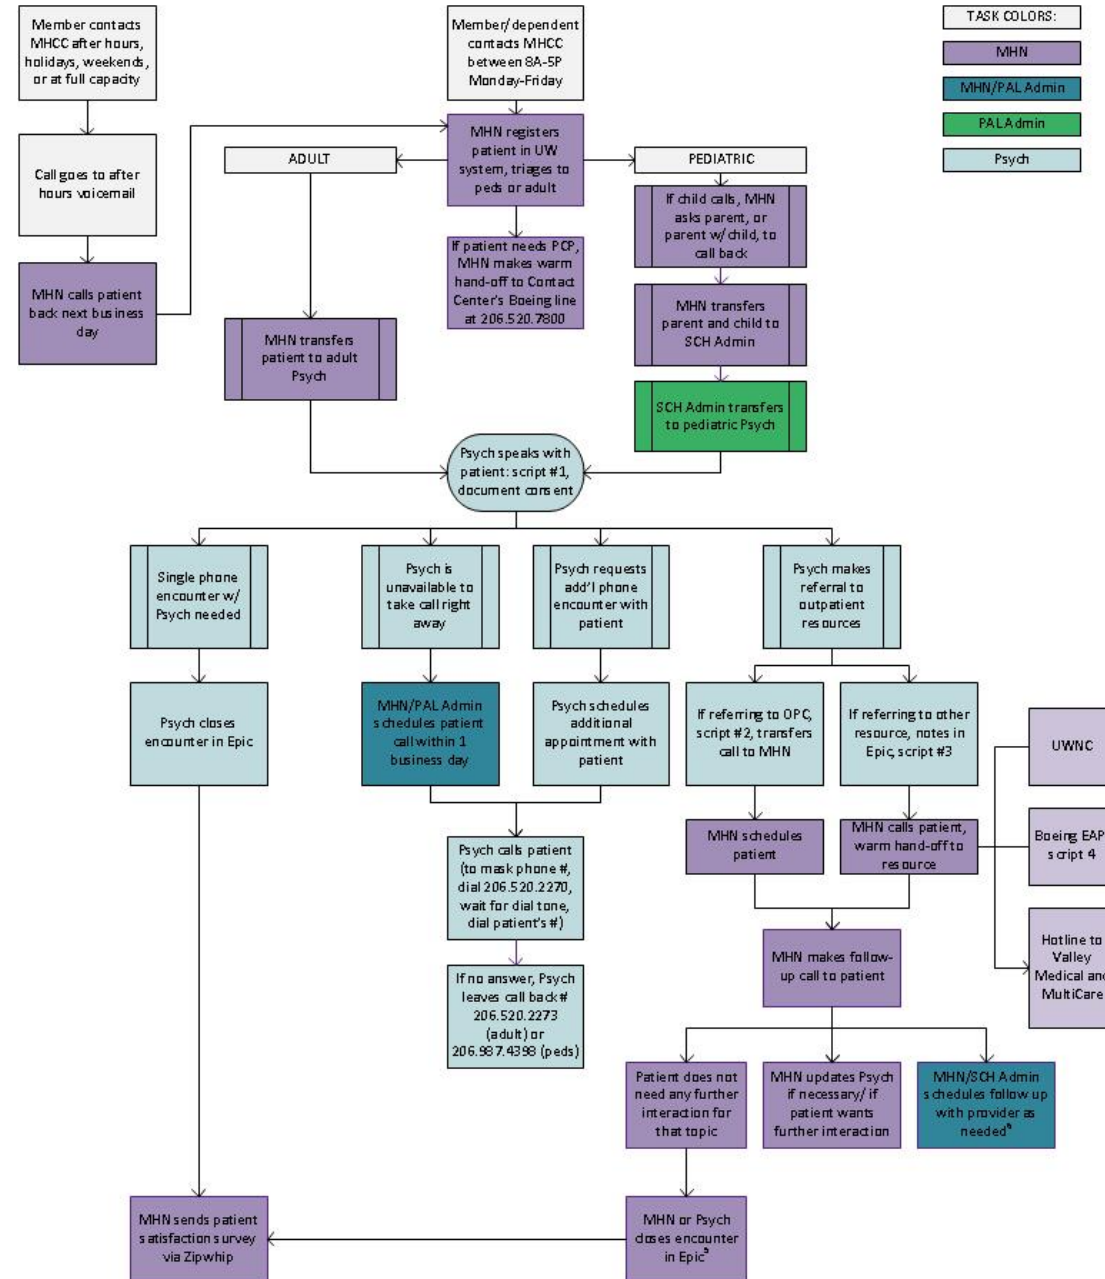 Member contacts
MHCC after hours,
holidays, weekends,
or at full capacity
Member/dependent
contacts MHCC
between 8A-5P
Monday-Friday
TASK COLORS:
MHN
MHN/PAL Admin
PAL Admin
Psych
Call goes to after
hours voicemail
MHN calls patient
back next business
day
ADULT
MHN registers
patient in UW
system, triages to
peds or adult
PEDIATRIC
If patient needs PCP,
MHN makes warm
hand-off to Contact
Center's Boeing line
at 206.520.7800
If child calls, MHN
asks parent, or
parent w/child, to
call back
MHN transfers
patient to adult
Psych
MHN transfers
parent and child to
SCH Admin
SCH Admin transfers
to pediatric Psych
Psych speaks with
patient: script #1,
document consent
Single phone
encounter w/
Psych needed
Psych is
unavailable to
take call right
away
Psych requests
add'l phone
encounter with
patient
Psych makes
referral to
outpatient
resources
Psych closes
encounter in Epic
MHN/PAL Admin
schedules patient
call within 1
business day
Psych schedules
additional
appointment with
patient
If referring to OPC,
script #2, transfers
call to MHN
If referring to other
resource, notes in
Epic, script #3
UWNC
Boeing EAP,
script 4
Hotline to
Valley
Medical and
MultiCare
Psych calls patient
(to mask phone #,
dial 206.520.2270,
wait for dial tone,
dial patient's #)
MHN schedules
patient
MHN calls patient,
warm hand-off to
resource
If no answer, Psych
leaves call back #
206.520.2273
(adult) or
206.987.4398 (peds)
MHN makes follow-
up call to patient
Patient does not
need any further
interaction for
that topic
MHN updates Psych
if necessary/ if
patient wants
further interaction
MHN/SCH Admin
schedules follow up
with provider as
needed
MHN sends patient
satisfaction survey
via Zipwhip
MHN or Psych
closes encounter
in Epic